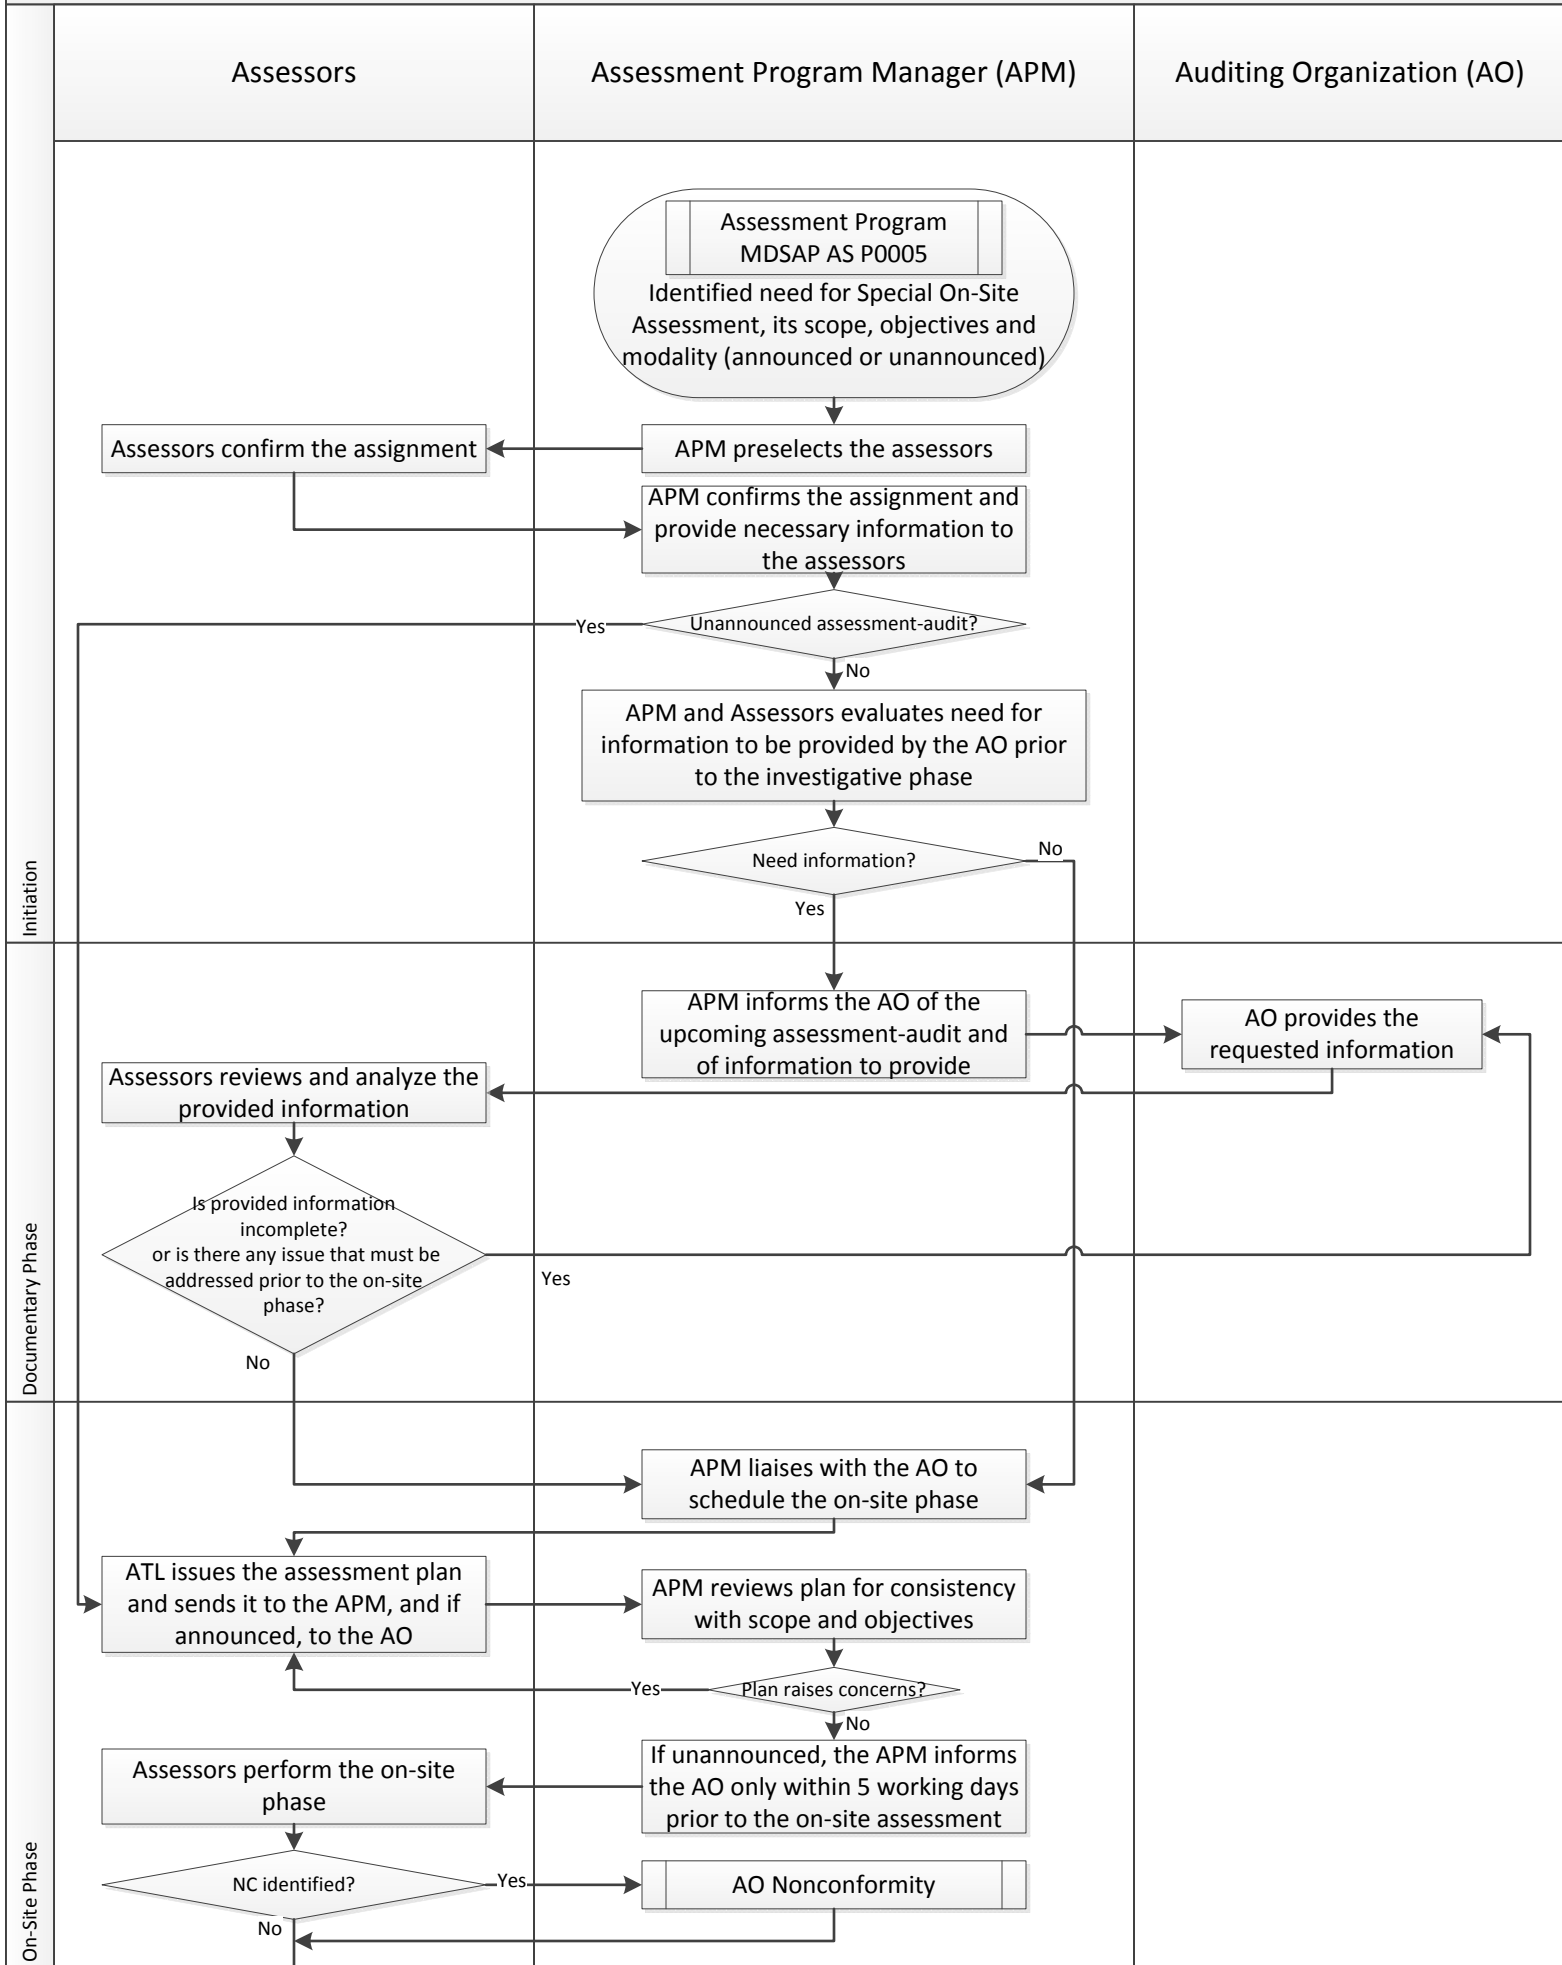 Assessors
Assessment Program Manager (APM)
Auditing Organization (AO)
Initiation
Assessment Program
MDSAP AS P0005
Identified need for Special On-Site
Assessment, its scope, objectives and
modality (announced or unannounced)
Assessors confirm the assignment
APM preselects the assessors
APM confirms the assignment and
provide necessary information to
the assessors
Unannounced assessment-audit?
Yes
No
APM and Assessors evaluates need for
information to be provided by the AO prior
to the investigative phase
Need information?
No
Yes
Documentary Phase
APM informs the AO of the
upcoming assessment-audit and
of information to provide
AO provides the
requested information
Assessors reviews and analyze the
provided information
Is provided information
incomplete?
or is there any issue that must be
addressed prior to the on-site
phase?
Yes
No
On-Site Phase
APM liaises with the AO to
schedule the on-site phase
ATL issues the assessment plan
and sends it to the APM, and if
announced, to the AO
APM reviews plan for consistency
with scope and objectives
Plan raises concerns?
Yes
No
If unannounced, the APM informs
the AO only within 5 working days
prior to the on-site assessment
Assessors perform the on-site
phase
NC identified?
Yes
No
AO Nonconformity